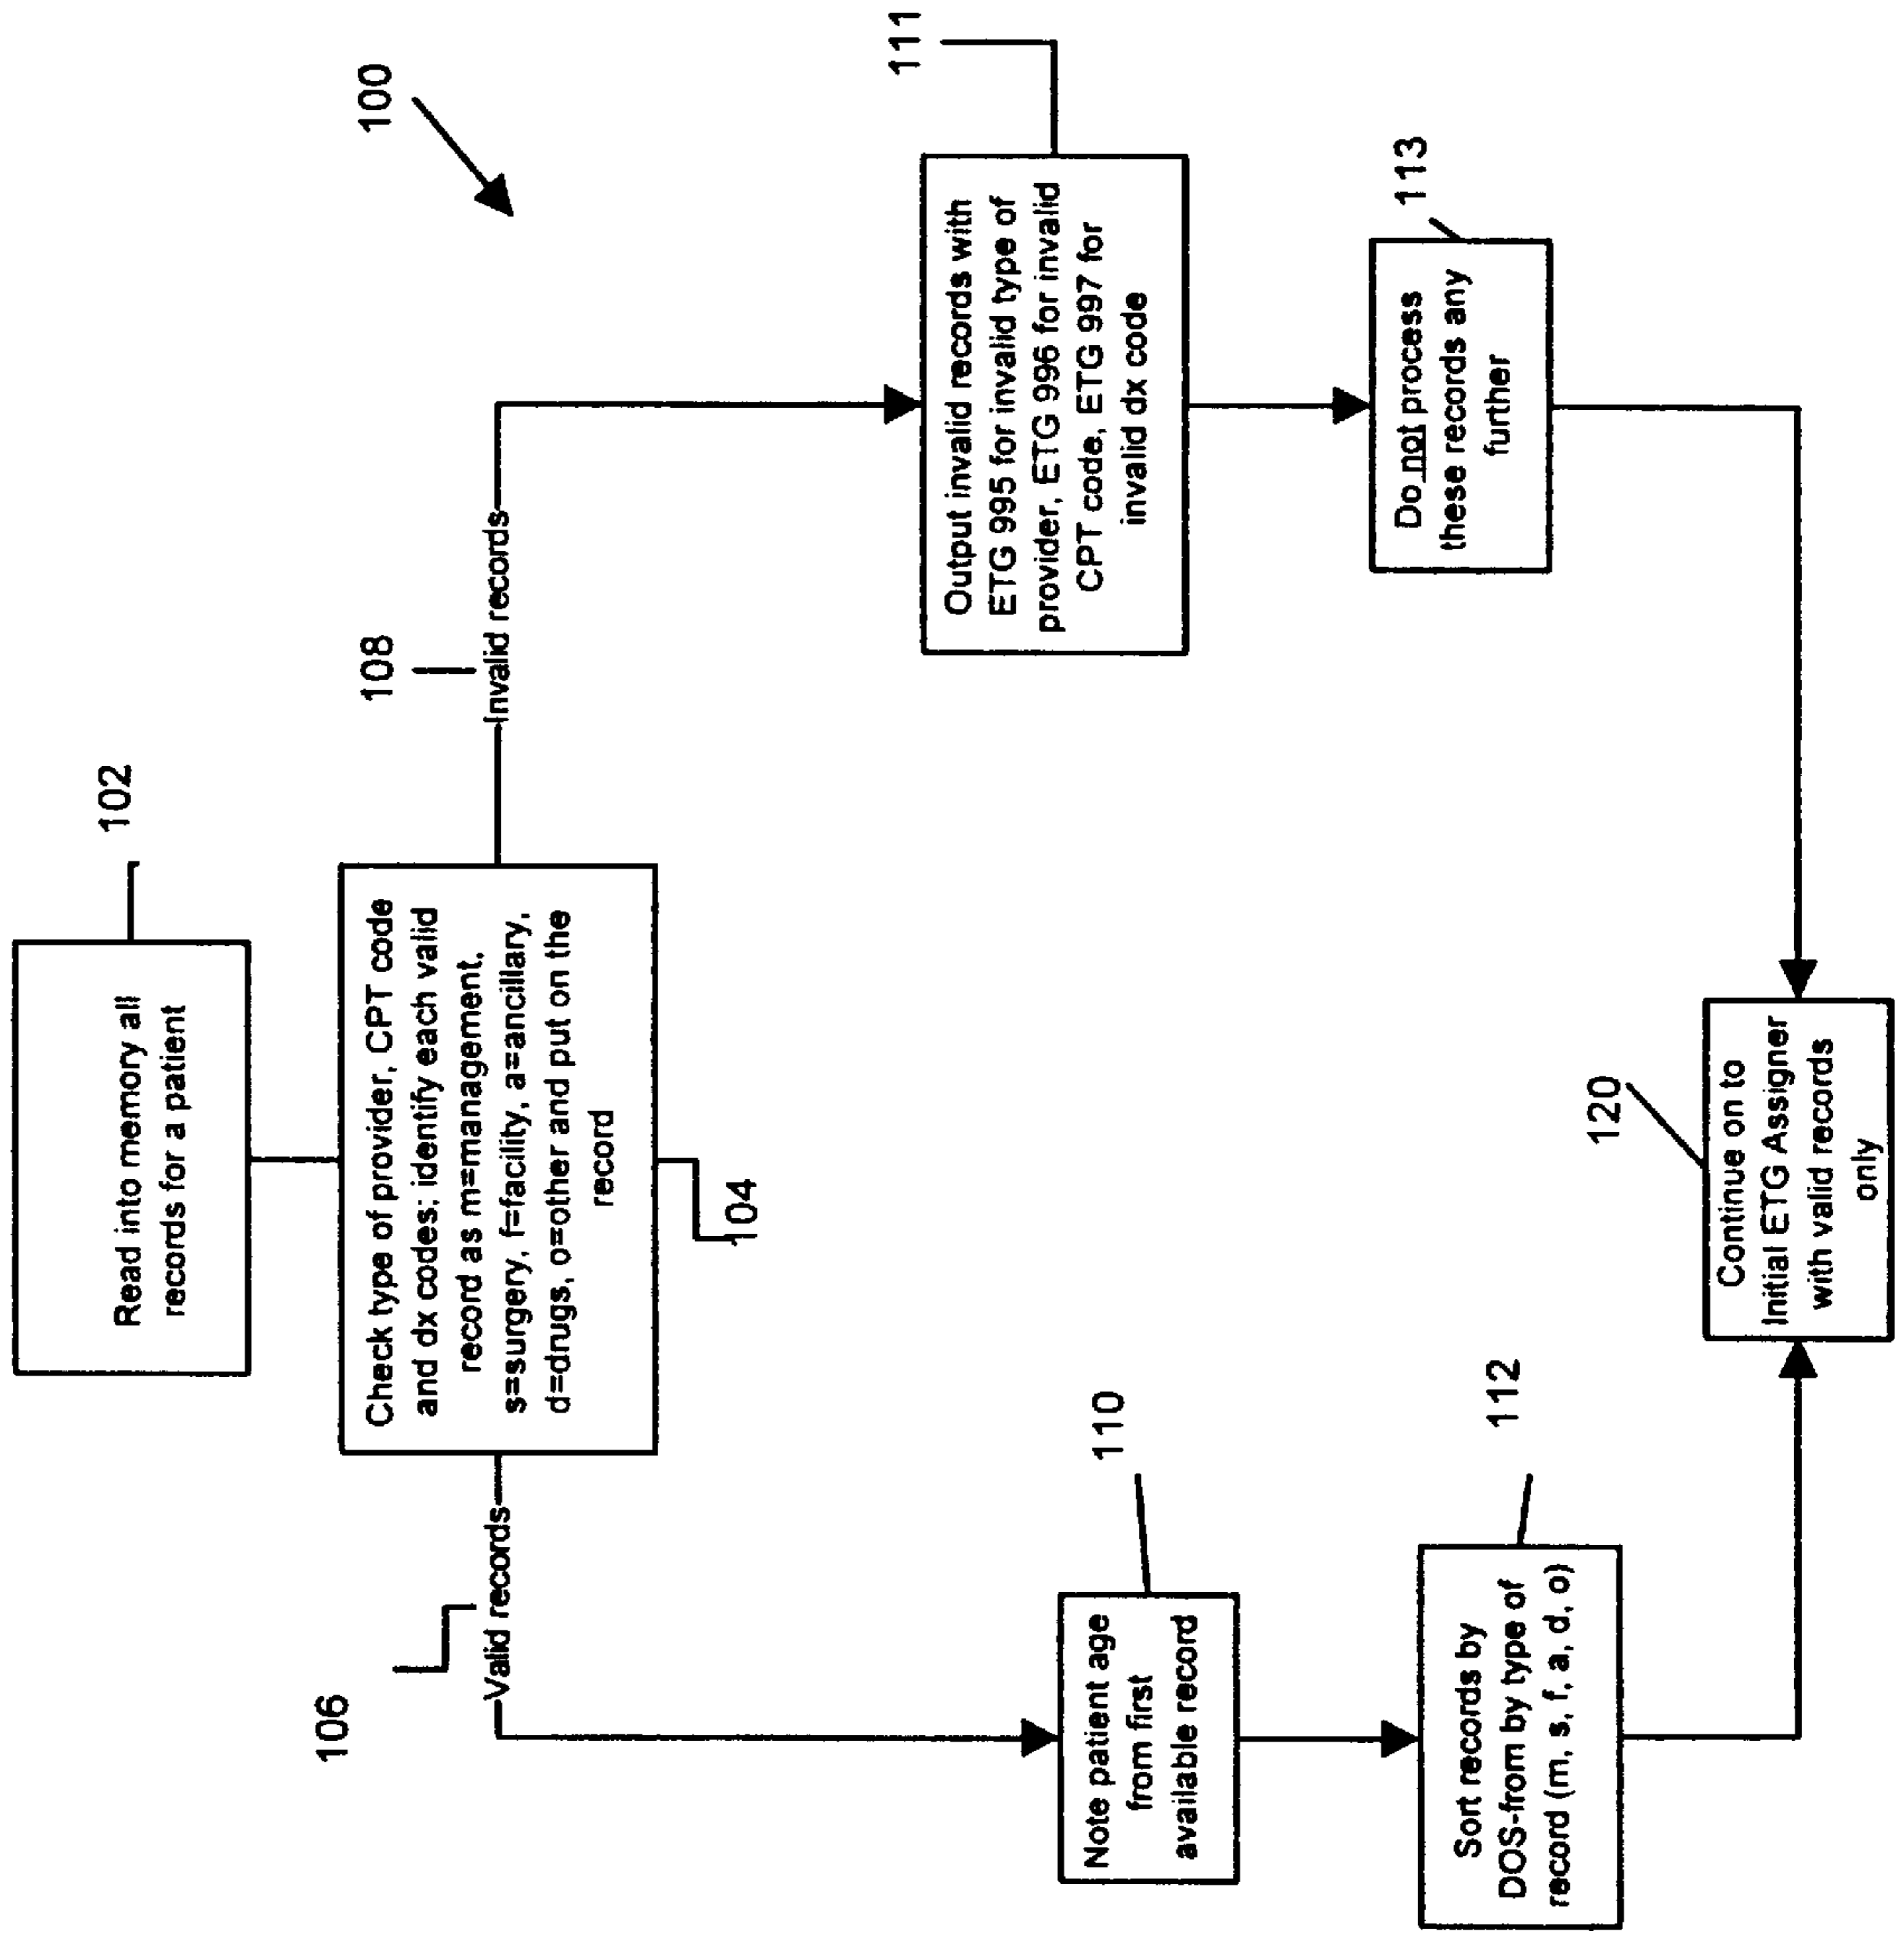 100
102
Read into memory all
records for a patient
Check type of provider, CPT code
and dx codes; identify each valid
record as m=management,
s=surgery, f=facility, a=ancillary,
d=drugs, o=other and put on the
record
104
106
Valid records
108
Invalid records
110
Note patient age
from first
available record
111
Output invalid records with
ETG 995 for invalid type of
provider, ETG 996 for invalid
CPT code, ETG 997 for
invalid dx code
112
Sort records by
DOS-from by type of
record (m, s, f, a, d, o)
113
Do not process
these records any
further
120
Continue on to
Initial ETG Assigner
with valid records
only